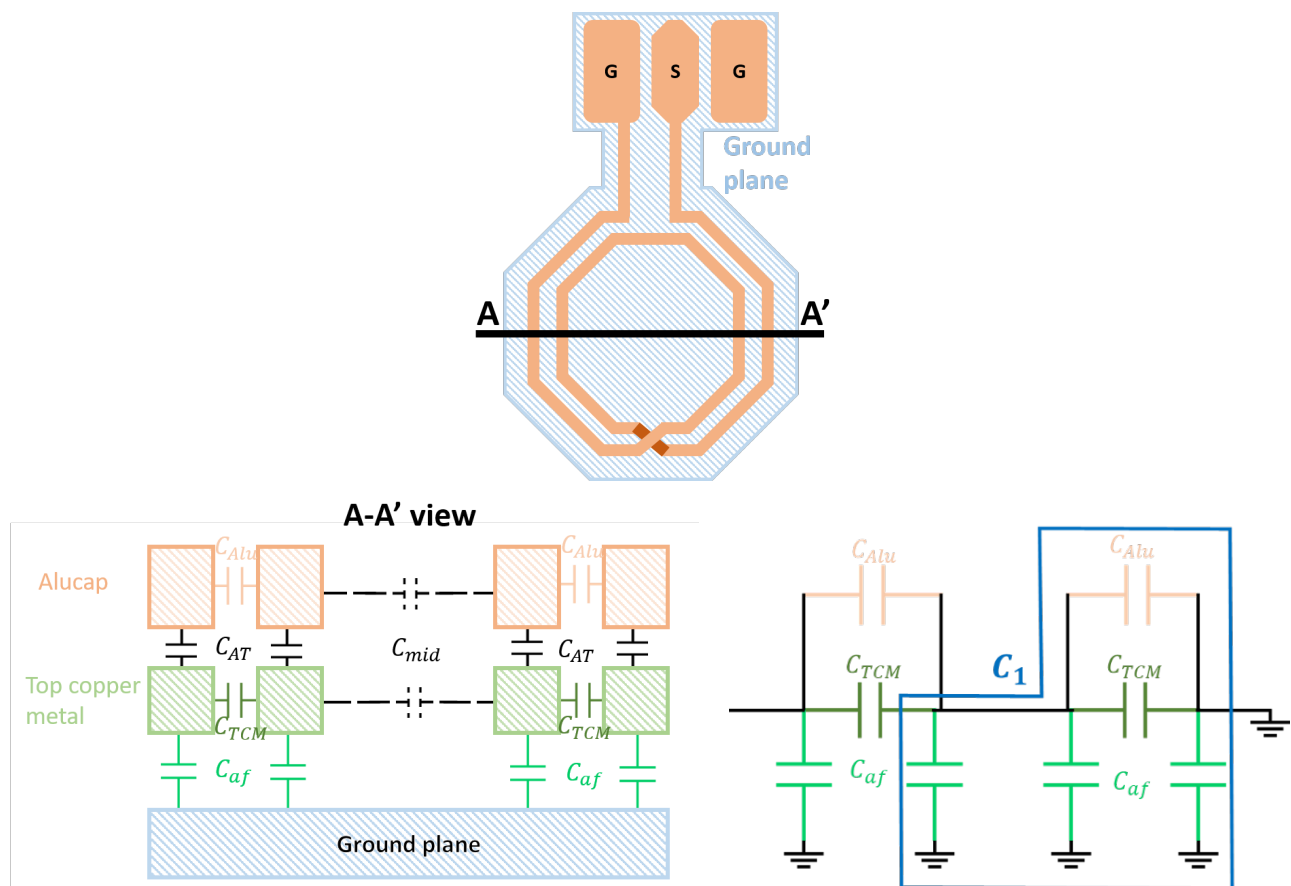 G S G
Ground
plane
A A’
A-A’ view
C_Alu C_Alu
Alucap
C_AT C_mid C_AT
Top copper
metal
C_TCM C_TCM
C_af C_af
Ground plane
C_Alu C_Alu
C_1 C_TCM C_TCM
C_af C_af